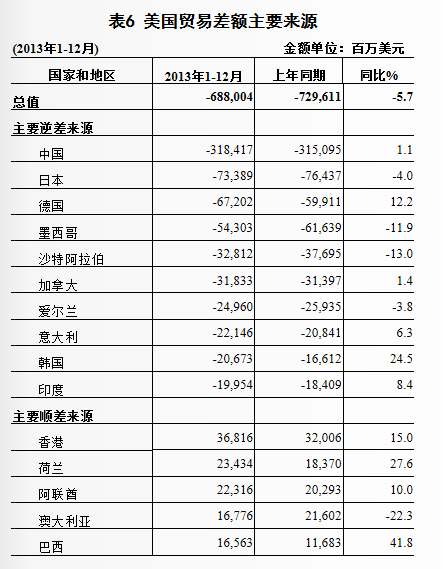 表6 美国贸易差额主要来源
(2013年1-12月) 金额单位：百万美元
国家和地区 2013年1-12月 上年同期 同比%
总值 -688,004 -729,611 -5.7
主要逆差来源
中国 -318,417 -315,095 1.1
日本 -73,389 -76,437 -4.0
德国 -67,202 -59,911 12.2
墨西哥 -54,303 -61,639 -11.9
沙特阿拉伯 -32,812 -37,695 -13.0
加拿大 -31,833 -31,397 1.4
爱尔兰 -24,960 -25,935 -3.8
意大利 -22,146 -20,841 6.3
韩国 -20,673 -16,612 24.5
印度 -19,954 -18,409 8.4
主要顺差来源
香港 36,816 32,006 15.0
荷兰 23,434 18,370 27.6
阿联酋 22,316 20,293 10.0
澳大利亚 16,776 21,602 -22.3
巴西 16,563 11,683 41.8